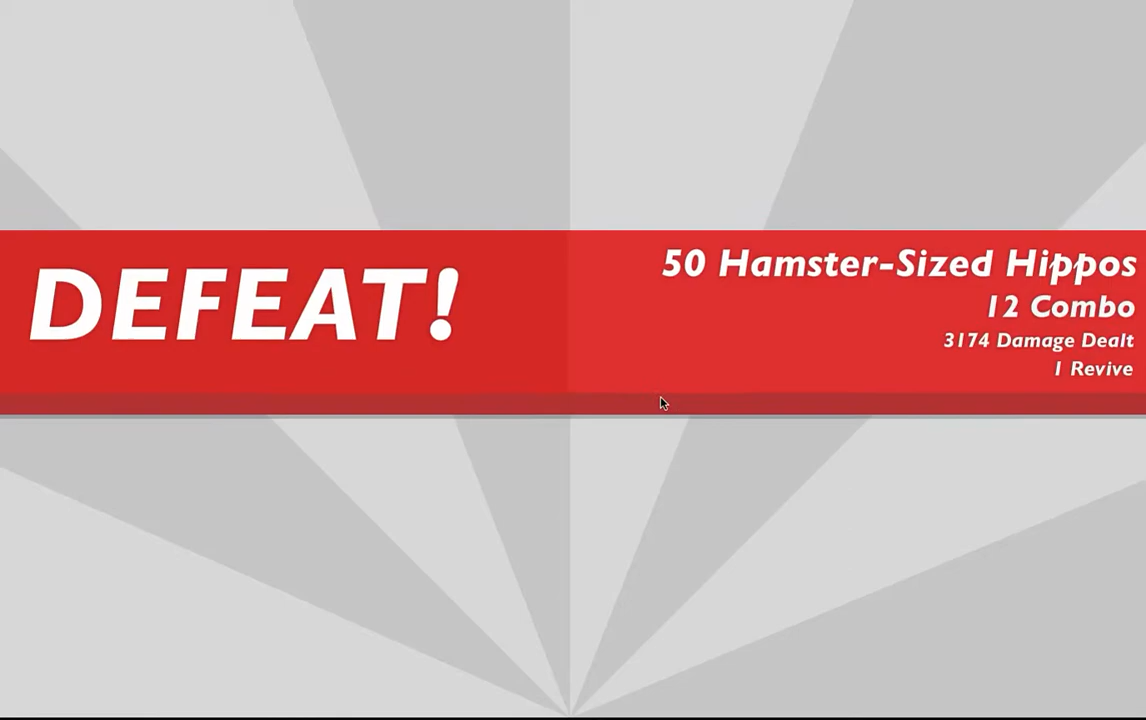 DEFEAT!
50 Hamster-Sized Hippos
12 Combo
3174 Damage Dealt
1 Revive